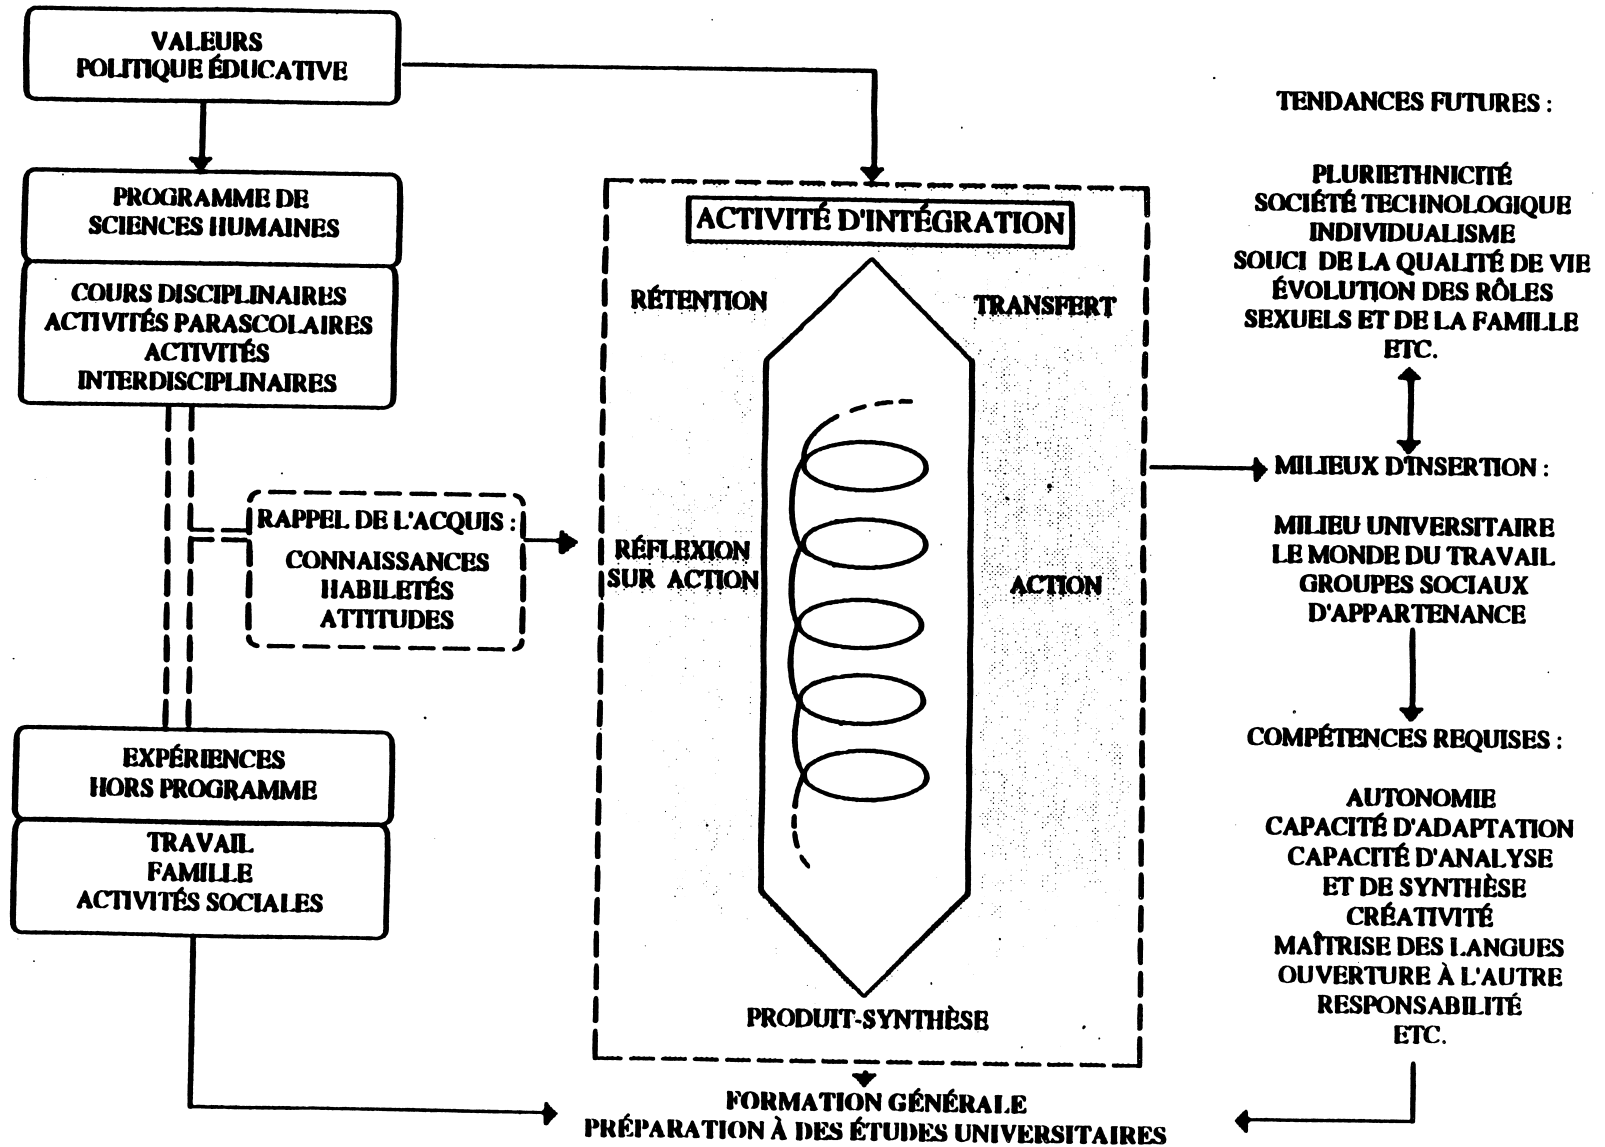 VALEURS
POLITIQUE ÉDUCATIVE
PROGRAMME DE
SCIENCES HUMAINES
COURS DISCIPLINAIRES
ACTIVITÉS PARASCOLAIRES
ACTIVITÉS
INTERDISCIPLINAIRES
RAPPEL DE L'ACQUIS :
CONNAISSANCES
HABILETÉS
ATTITUDES
EXPÉRIENCES
HORS PROGRAMME
TRAVAIL
FAMILLE
ACTIVITÉS SOCIALES
ACTIVITÉ D'INTÉGRATION
RÉTENTION
TRANSFERT
RÉFLEXION
SUR ACTION
ACTION
PRODUIT-SYNTHÈSE
FORMATION GÉNÉRALE
PRÉPARATION À DES ÉTUDES UNIVERSITAIRES
TENDANCES FUTURES :
PLURIETHNICITÉ
SOCIÉTÉ TECHNOLOGIQUE
INDIVIDUALISME
SOUCI DE LA QUALITÉ DE VIE
ÉVOLUTION DES RÔLES
SEXUELS ET DE LA FAMILLE
ETC.
MILIEUX D'INSERTION :
MILIEU UNIVERSITAIRE
LE MONDE DU TRAVAIL
GROUPES SOCIAUX
D'APPARTENANCE
COMPÉTENCES REQUISES :
AUTONOMIE
CAPACITÉ D'ADAPTATION
CAPACITÉ D'ANALYSE
ET DE SYNTHÈSE
CRÉATIVITÉ
MAÎTRISE DES LANGUES
OUVERTURE À L'AUTRE
RESPONSABILITÉ
ETC.